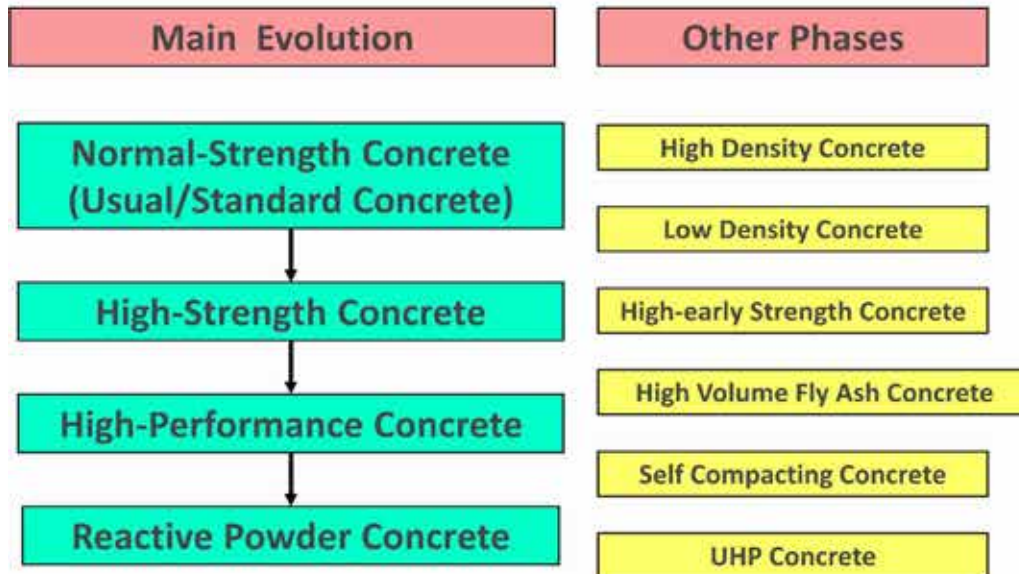 Main Evolution
Normal-Strength Concrete
(Usual/Standard Concrete)
High-Strength Concrete
High-Performance Concrete
Reactive Powder Concrete
Other Phases
High Density Concrete
Low Density Concrete
High-early Strength Concrete
High Volume Fly Ash Concrete
Self Compacting Concrete
UHP Concrete